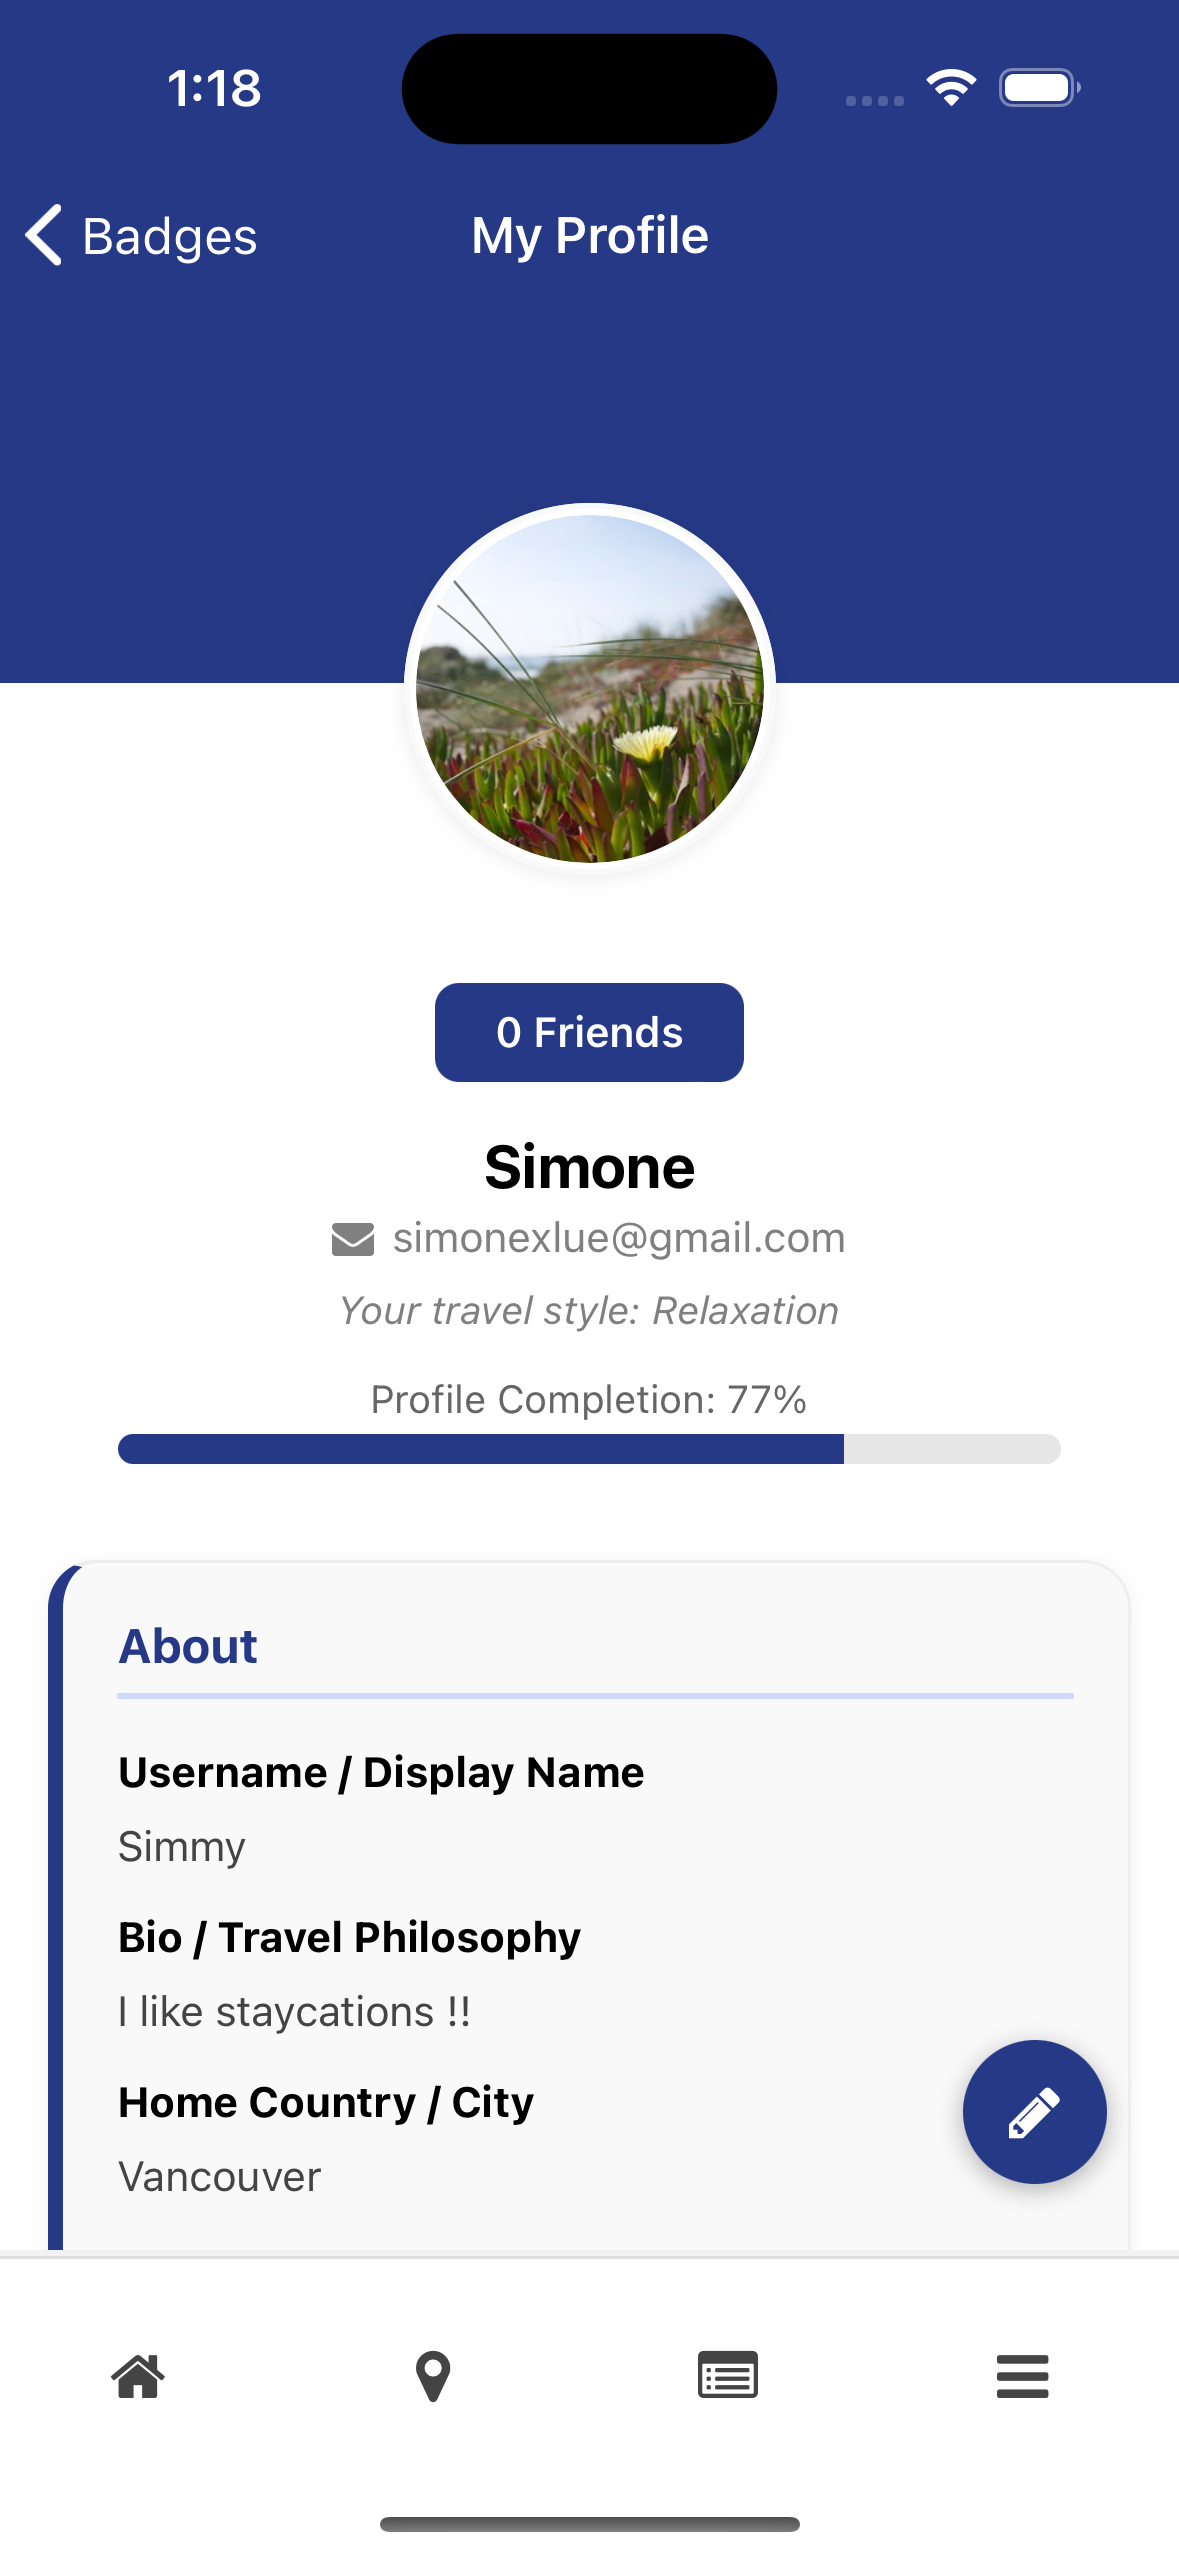 1:18
Badges
My Profile
0 Friends
Simone
simonexlue@gmail.com
Your travel style: Relaxation
Profile Completion: 77%
About
Username / Display Name
Simmy
Bio / Travel Philosophy
I like staycations !!
Home Country / City
Vancouver